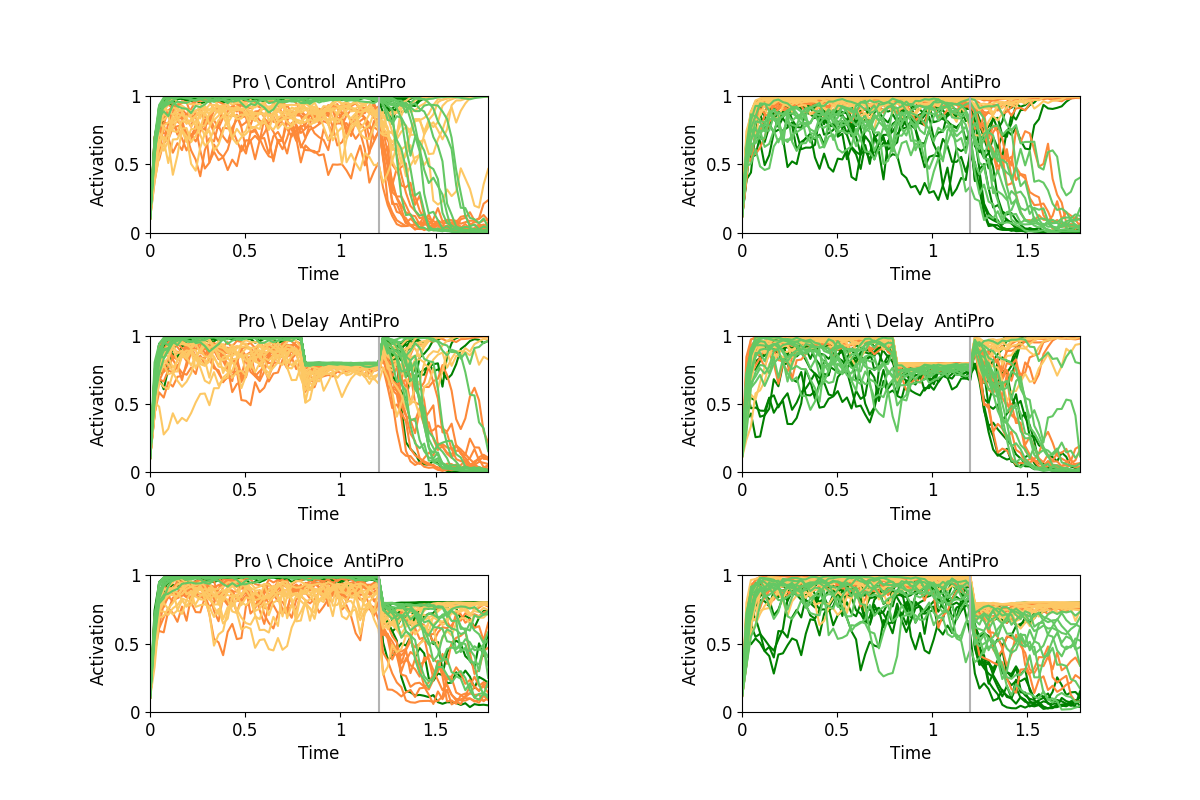 Pro \ Control  AntiPro
1
0.5
0
Activation
0
0.5
1
1.5
Time
Anti \ Control  AntiPro
1
0.5
0
Activation
0
0.5
1
1.5
Time
Pro \ Delay  AntiPro
1
0.5
0
Activation
0
0.5
1
1.5
Time
Anti \ Delay  AntiPro
1
0.5
0
Activation
0
0.5
1
1.5
Time
Pro \ Choice  AntiPro
1
0.5
0
Activation
0
0.5
1
1.5
Time
Anti \ Choice  AntiPro
1
0.5
0
Activation
0
0.5
1
1.5
Time